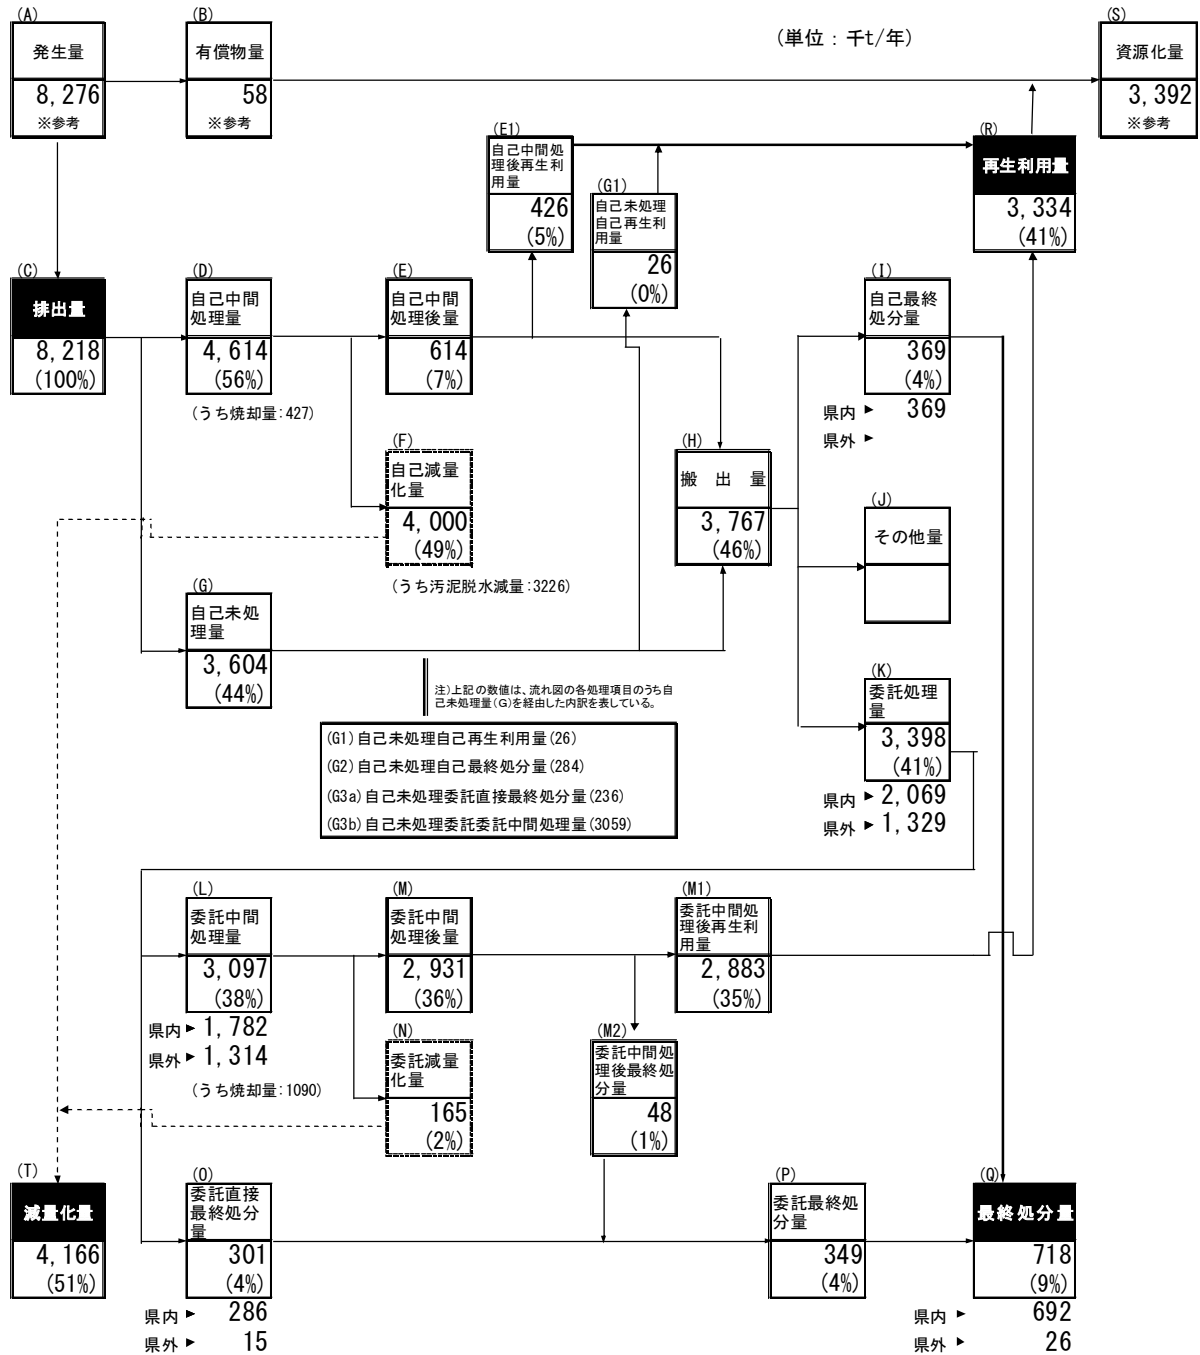 (A)
発生量
8,276
※参考
(B)
有償物量
58
※参考
(単位：千t/年)
(S)
資源化量
3,392
※参考
(E1)
自己中間処
理後再生利
用量
426
(5%)
(G1)
自己未処理
自己再生利
用量
26
(0%)
(R)
再生利用量
3,334
(41%)
(C)
排出量
8,218
(100%)
(D)
自己中間
処理量
4,614
(56%)
(うち焼却量:427)
(E)
自己中間
処理後量
614
(7%)
(I)
自己最終
処分量
369
(4%)
県内 ► 369
県外 ►
(F)
自己減量
化量
4,000
(49%)
(うち汚泥脱水減量:3226)
(H)
搬 出 量
3,767
(46%)
(J)
その他量
(G)
自己未処
理量
3,604
(44%)
(K)
委託処理
量
3,398
(41%)
県内 ► 2,069
県外 ► 1,329
注)上記の数値は、流れ図の各処理項目のうち自
己未処理量(G)を経由した内訳を表している。
(G1)自己未処理自己再生利用量(26)
(G2)自己未処理自己最終処分量(284)
(G3a)自己未処理委託直接最終処分量(236)
(G3b)自己未処理委託委託中間処理量(3059)
(L)
委託中間
処理量
3,097
(38%)
県内 ► 1,782
県外 ► 1,314
(うち焼却量:1090)
(M)
委託中間
処理後量
2,931
(36%)
(M1)
委託中間処
理後再生利
用量
2,883
(35%)
(N)
委託減量
化量
165
(2%)
(M2)
委託中間処
理後最終処
分量
48
(1%)
(T)
減量化量
4,166
(51%)
(O)
委託直接
最終処分
量
301
(4%)
県内 ► 286
県外 ► 15
(P)
委託最終処
分量
349
(4%)
(Q)
最終処分量
718
(9%)
県内 ► 692
県外 ► 26